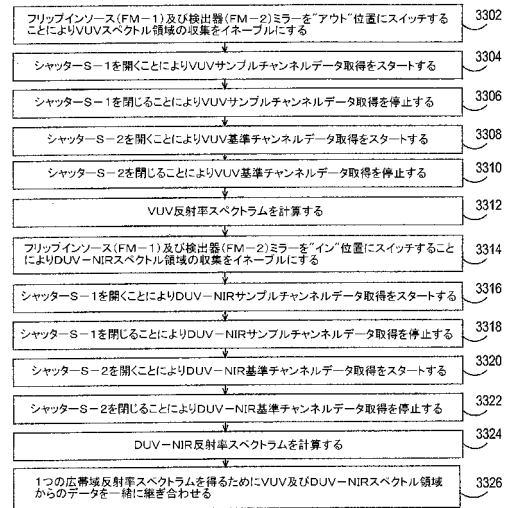 フリップインソース(FM-1)及び検出器(FM-2)ミラーを"アウト"位置にスイッチする
ことによりVUVスペクトル領域の収集をイネーブルにする
3302
シャッターS-1を開くことによりVUVサンプルチャンネルデータ取得をスタートする
3304
シャッターS-1を閉じることによりVUVサンプルチャンネルデータ取得を停止する
3306
シャッターS-2を開くことによりVUV基準チャンネルデータ取得をスタートする
3308
シャッターS-2を閉じることによりVUV基準チャンネルデータ取得を停止する
3310
VUV反射率スペクトラムを計算する
3312
フリップインソース(FM-1)及び検出器(FM-2)ミラーを"イン"位置にスイッチすること
によりDUV-NIRスペクトル領域の収集をイネーブルにする
3314
シャッターS-1を開くことによりDUV-NIRサンプルチャンネルデータ取得をスタートする
3316
シャッターS-1を閉じることによりDUV-NIRサンプルチャンネルデータ取得を停止する
3318
シャッターS-2を開くことによりDUV-NIR基準チャンネルデータ取得をスタートする
3320
シャッターS-2を閉じることによりDUV-NIR基準チャンネルデータ取得を停止する
3322
DUV-NIR反射率スペクトラムを計算する
3324
1つの広帯域反射率スペクトラムを得るためにVUV及びDUV-NIRスペクトル領域
からのデータを一緒に継ぎ合わせる
3326